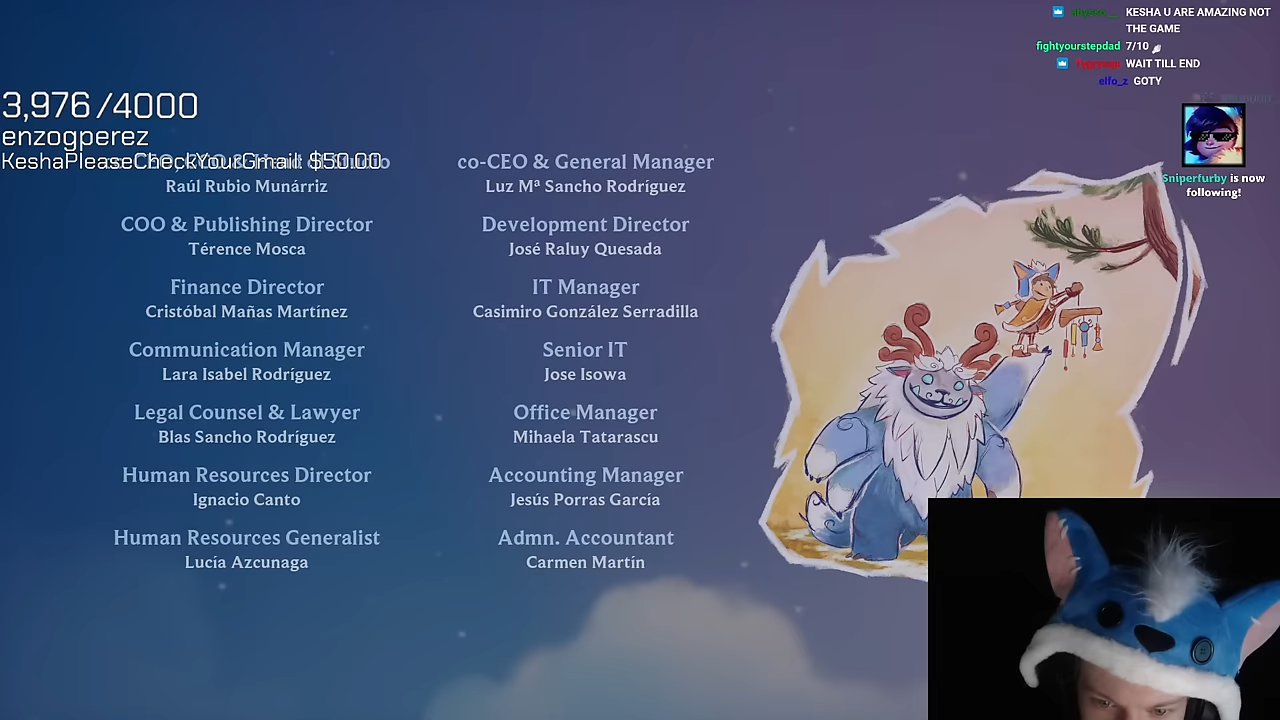 KESHA U ARE AMAZING NOT
THE GAME
fightyourstepdad 7/10
WAIT TILL END
elfo_z GOTY
3,976/4000
enzogperez
KeshaPleaseCheckYourGmail: $50.00
Sniperfurby is now
following!
co-CEO & General Manager
Raúl Rubio Munárriz
Luz Mª Sancho Rodríguez
COO & Publishing Director
Development Director
Térence Mosca
José Raluy Quesada
Finance Director
IT Manager
Cristóbal Mañas Martínez
Casimiro González Serradilla
Communication Manager
Senior IT
Lara Isabel Rodríguez
Jose Isowa
Legal Counsel & Lawyer
Office Manager
Blas Sancho Rodríguez
Mihaela Tatarascu
Human Resources Director
Accounting Manager
Ignacio Canto
Jesús Porras García
Human Resources Generalist
Admn. Accountant
Lucía Azcunaga
Carmen Martín